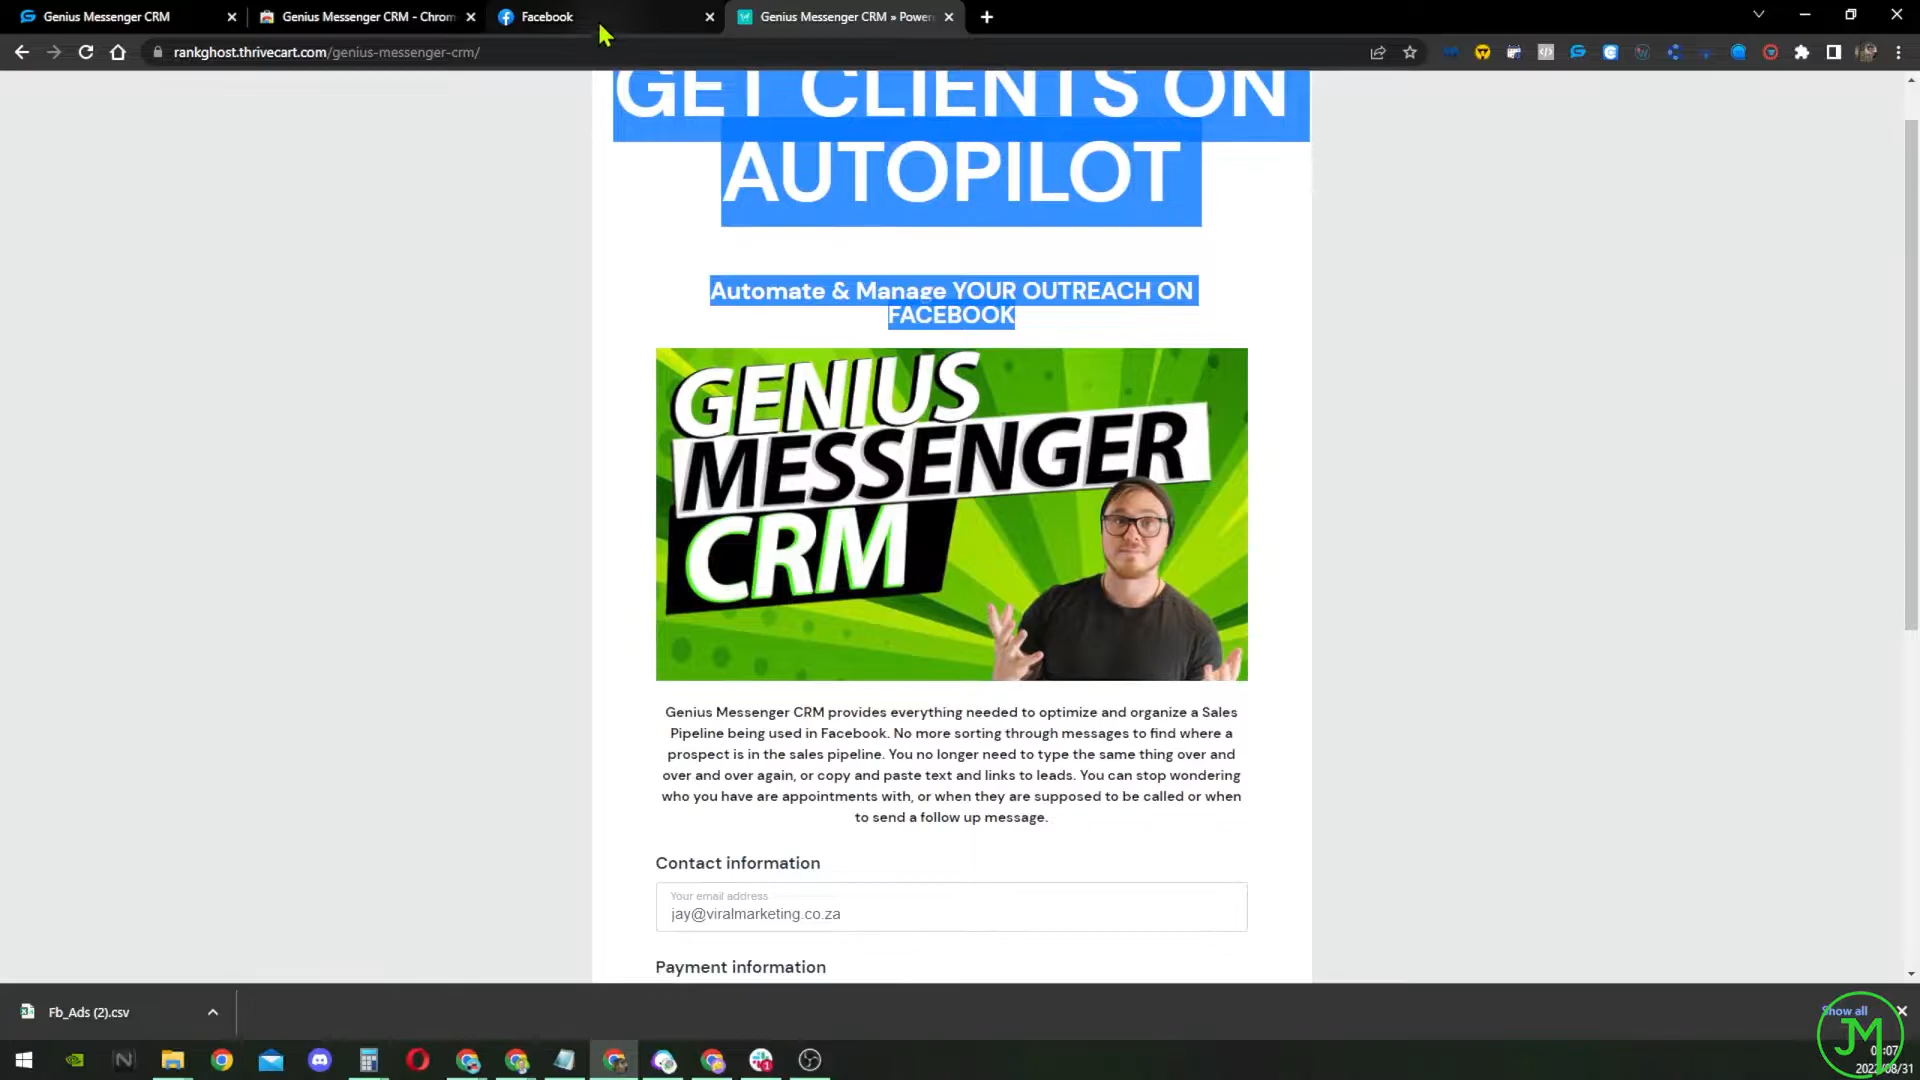 Genius Messenger CRM
Genius Messenger CRM - Chrom
Facebook
Genius Messenger CRM » Power
rankghost.thrivecart.com/genius-messenger-crm/
GET CLIENTS ON
AUTOPILOT
Automate & Manage YOUR OUTREACH ON
FACEBOOK
GENIUS
MESSENGER
CRM
Genius Messenger CRM provides everything needed to optimize and organize a Sales
Pipeline being used in Facebook. No more sorting through messages to find where a
prospect is in the sales pipeline. You no longer need to type the same thing over and
over and over again, or copy and paste text and links to leads. You can stop wondering
who you have are appointments with, or when they are supposed to be called or when
to send a follow up message.
Contact information
Your email address
jay@viralmarketing.co.za
Payment information
Fb_Ads (2).csv
Show all
JM
2022/08/31